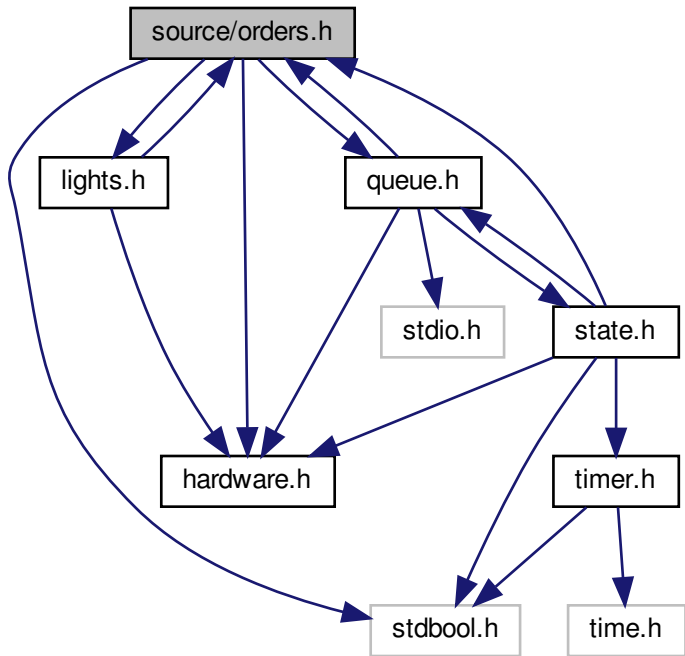 source/orders.h
lights.h
queue.h
stdio.h
state.h
hardware.h
timer.h
stdbool.h
time.h